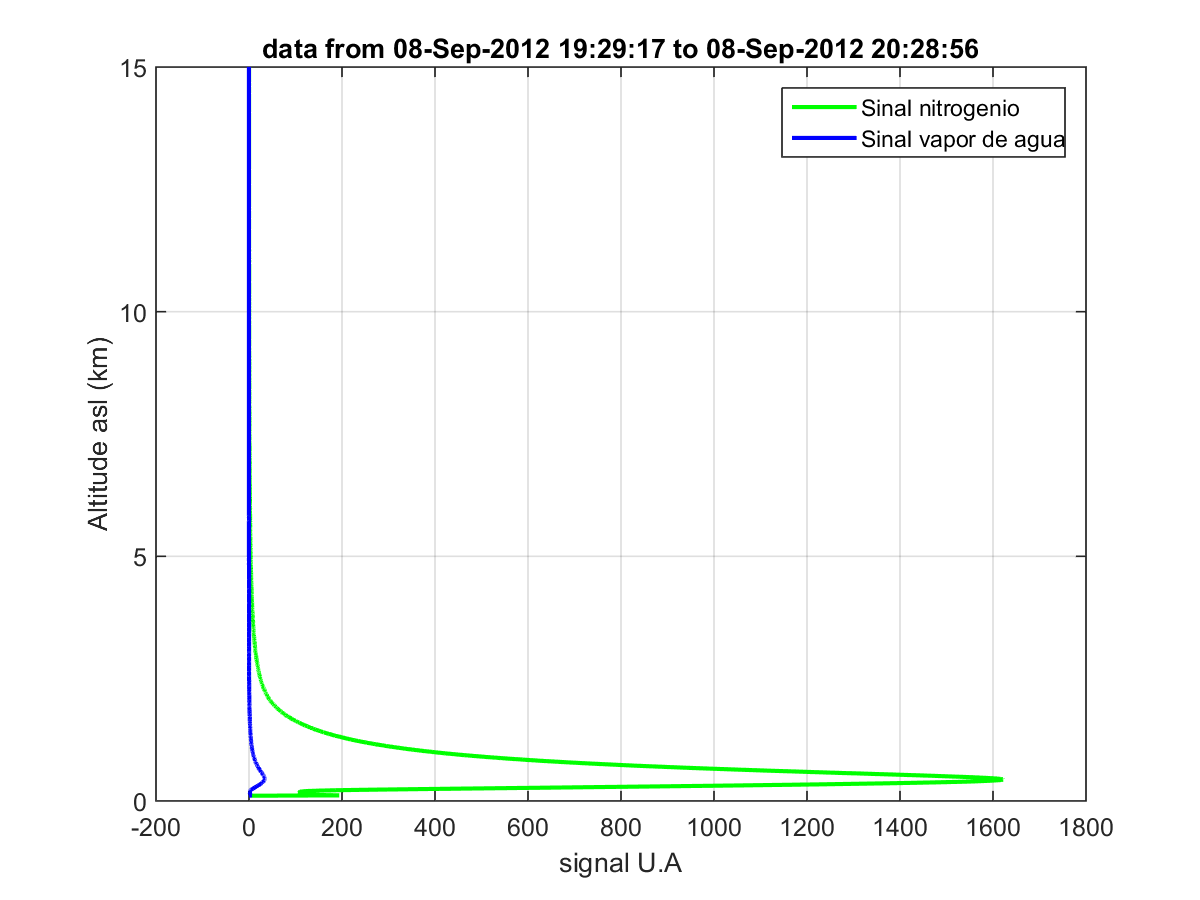 data from 08-Sep-2012 19:29:17 to 08-Sep-2012 20:28:56
15
Sinal nitrogenio
Sinal vapor de agua
10
Altitude asl (km)
5
0
-200 0 200 400 600 800 1000 1200 1400 1600 1800
signal U.A